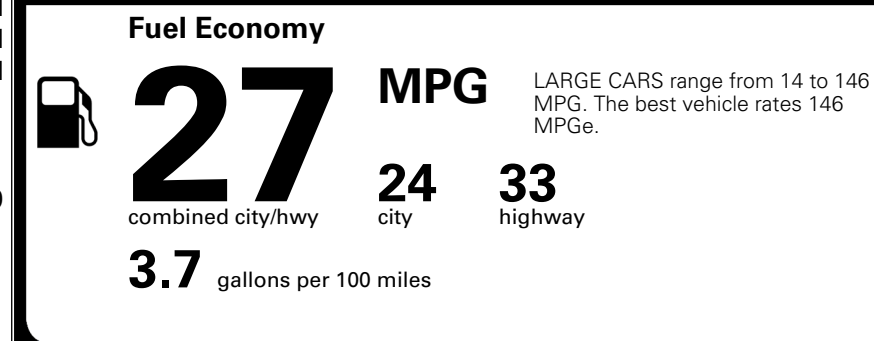 Fuel Economy
27
combined city/hwy
MPG
LARGE CARS range from 14 to 146
MPG. The best vehicle rates 146
MPGe.
24
city
33
highway
3.7 gallons per 100 miles